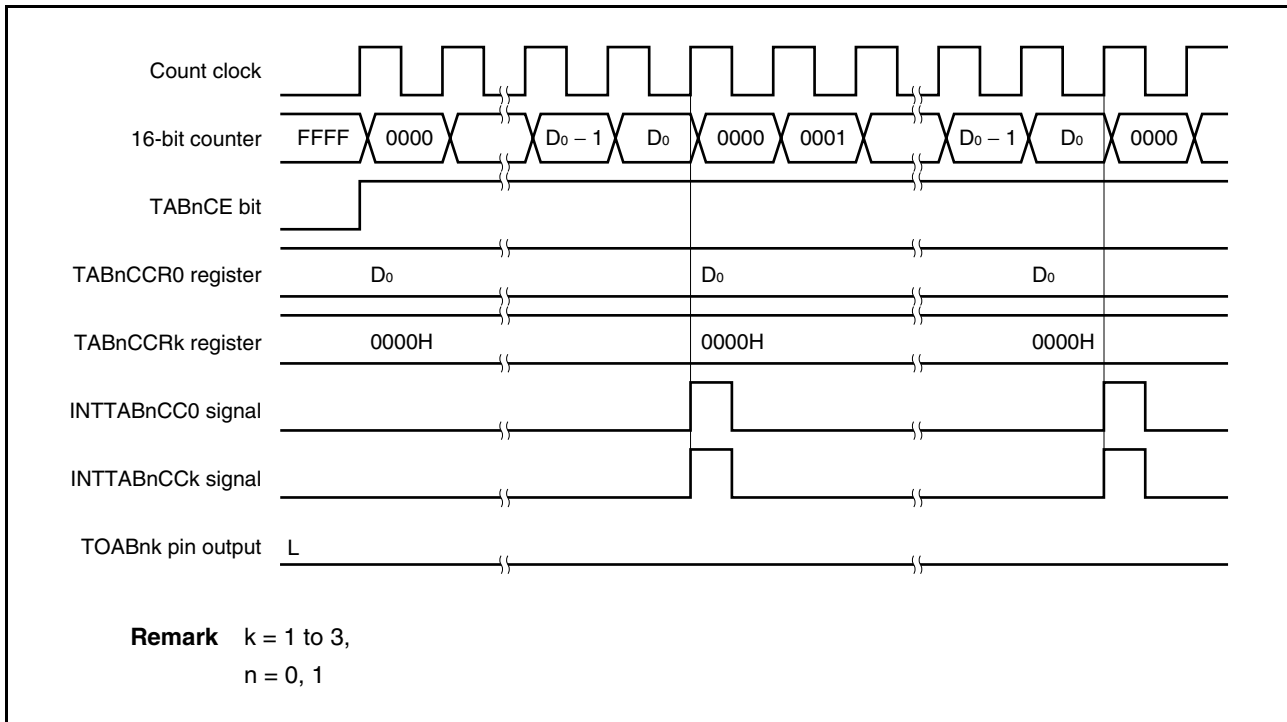 Count clock
16-bit counter FFFF 0000 D₀ − 1 D₀ 0000 0001 D₀ − 1 D₀ 0000
TABnCE bit
TABnCCR0 register D₀ D₀ D₀
TABnCCRk register 0000H 0000H 0000H
INTTABnCC0 signal
INTTABnCCk signal
TOABnk pin output L
Remark k = 1 to 3,
n = 0, 1